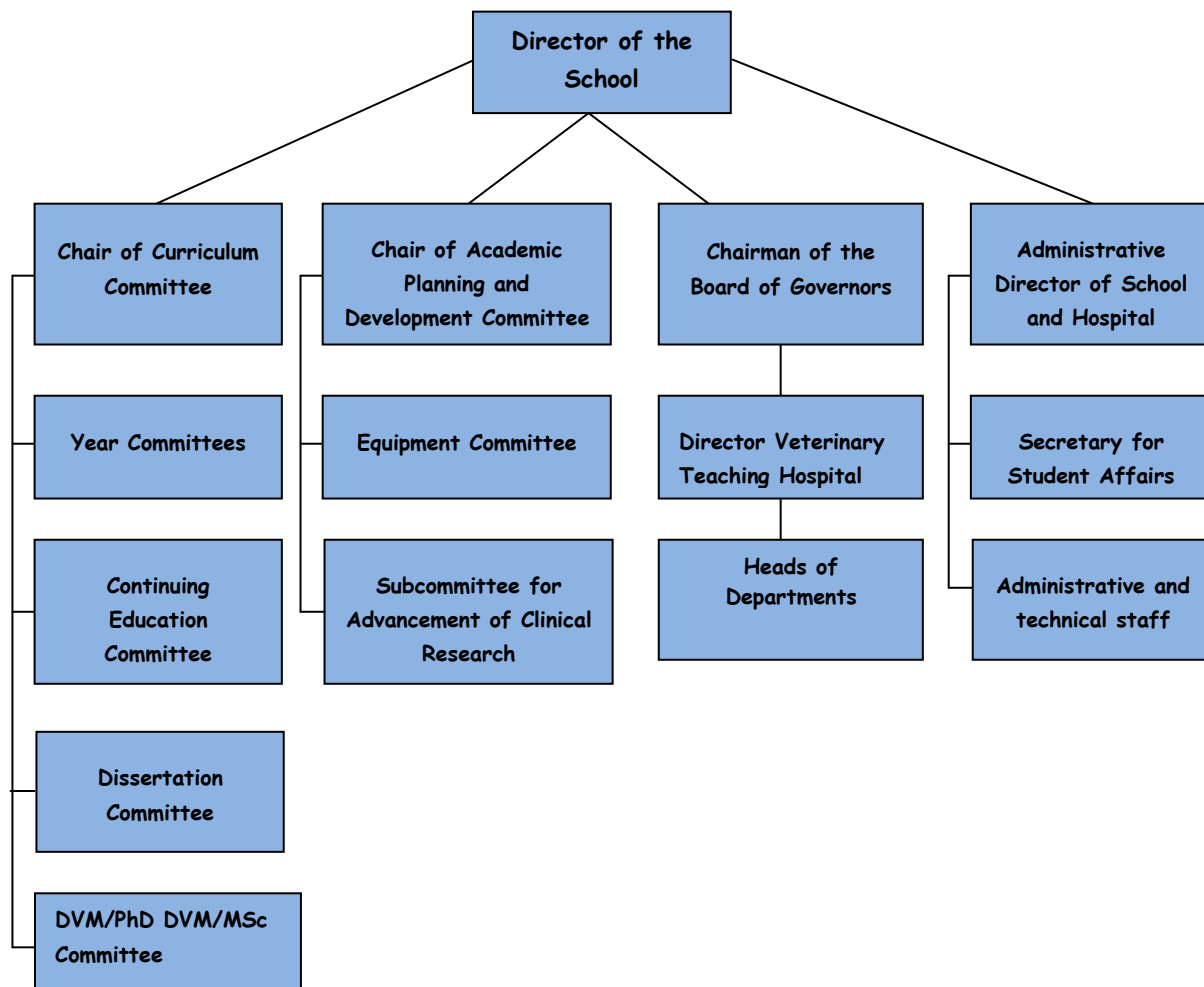 Director of the
School
Chair of Curriculum
Committee
Chair of Academic
Planning and
Development Committee
Chairman of the
Board of Governors
Administrative
Director of School
and Hospital
Year Committees
Equipment Committee
Director Veterinary
Teaching Hospital
Secretary for
Student Affairs
Continuing
Education
Committee
Subcommittee for
Advancement of Clinical
Research
Heads of
Departments
Administrative and
technical staff
Dissertation
Committee
DVM/PhD DVM/MSc
Committee